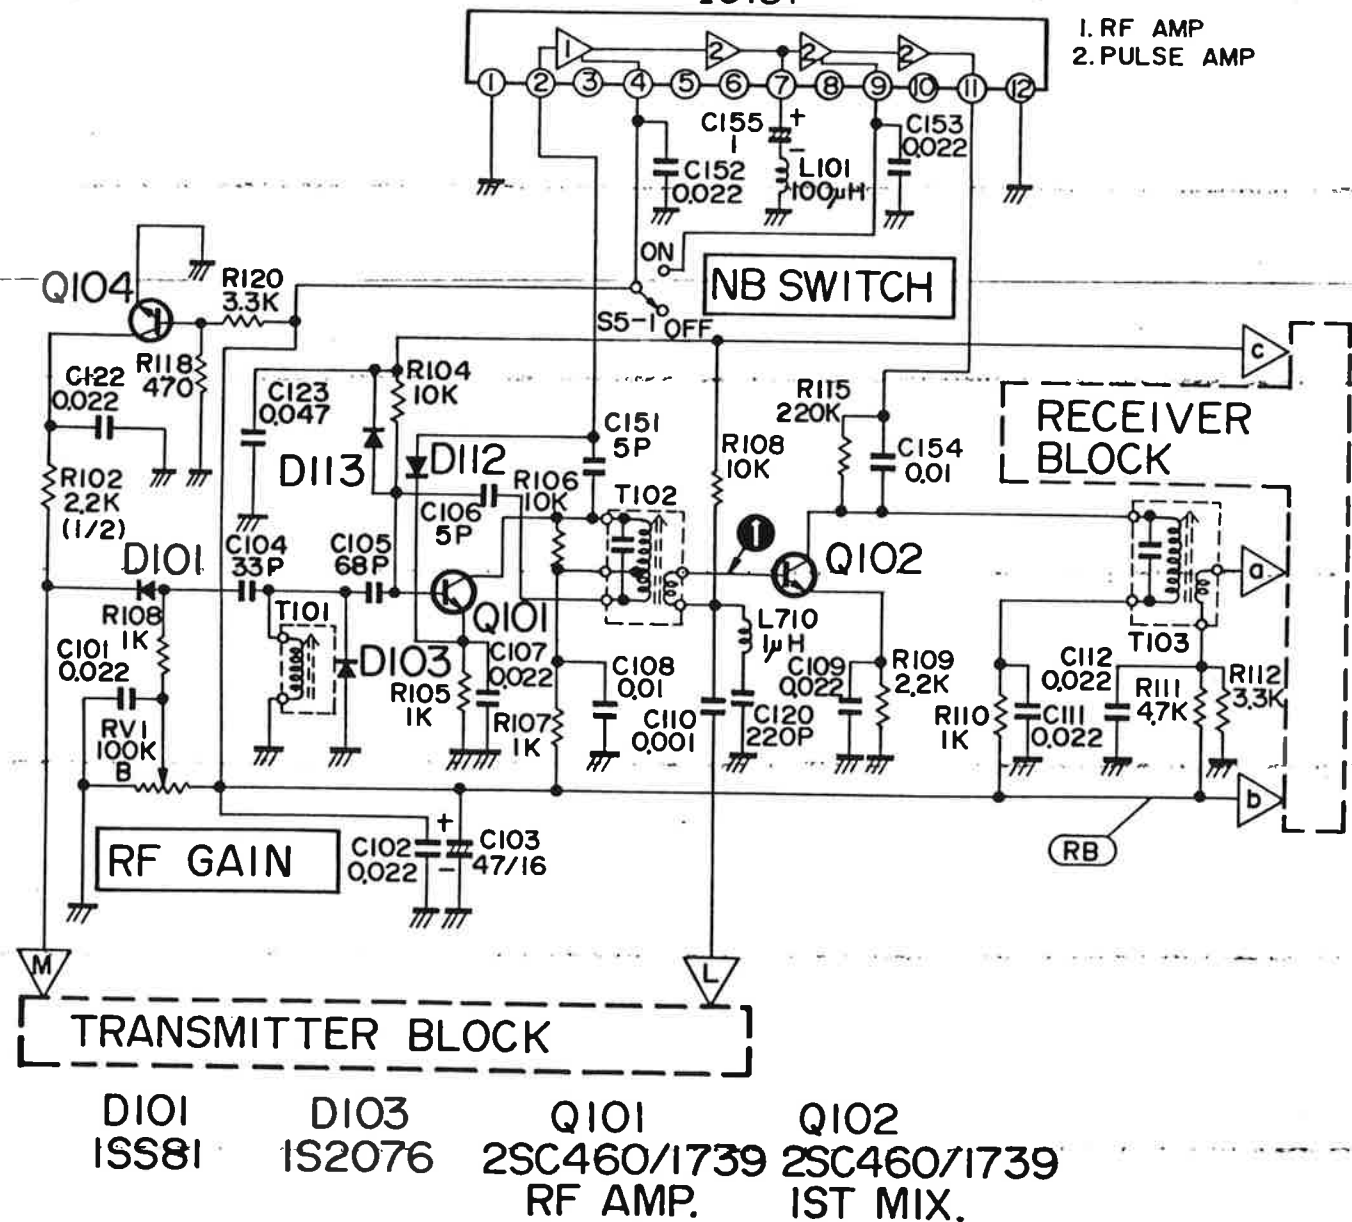 1. RF AMP
2. PULSE AMP
1
2
2
2
1
2
3
4
5
6
7
8
9
10
11
12
C155
1
+
-
C153
0.022
C152
0.022
L101
100µH
ON
NB SWITCH
S5-1
OFF
Q104
R120
3.3K
R118
470
C122
0.022
C123
0.047
R104
10K
D113
D112
C151
5P
R106
10K
C106
5P
T102
R108
10K
R115
220K
C154
0.01
c
RECEIVER
BLOCK
R102
2.2K
(1/2)
D101
C104
33P
C105
68P
1
Q102
Q101
a
R108
1K
T101
D103
C101
0.022
L710
1µH
T103
C107
0.022
C108
0.01
C109
0.022
R109
2.2K
C112
0.022
R112
3.3K
R105
1K
R107
1K
C110
0.001
C120
220P
R110
1K
C111
0.022
R111
4.7K
RV1
100K
B
b
RB
RF GAIN
C102
0.022
+
-
C103
47/16
M
L
TRANSMITTER BLOCK
D101 D103 Q101 Q102
1SS81 1S2076 2SC460/1739 2SC460/1739
RF AMP. 1ST MIX.